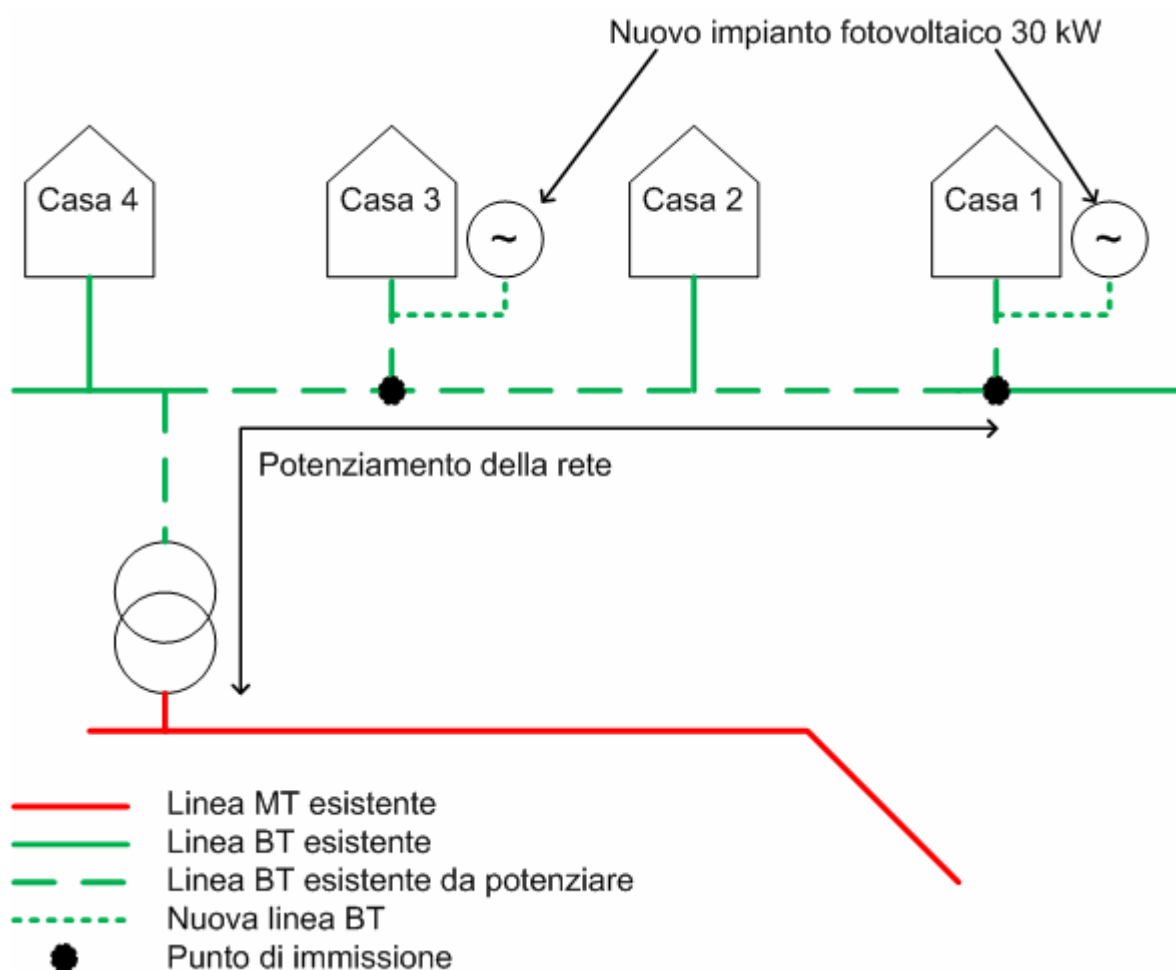 Nuovo impianto fotovoltaico 30 kW
Casa 4
Casa 3
~
Casa 2
Casa 1
~
Potenziamento della rete
Linea MT esistente
Linea BT esistente
Linea BT esistente da potenziare
Nuova linea BT
Punto di immissione